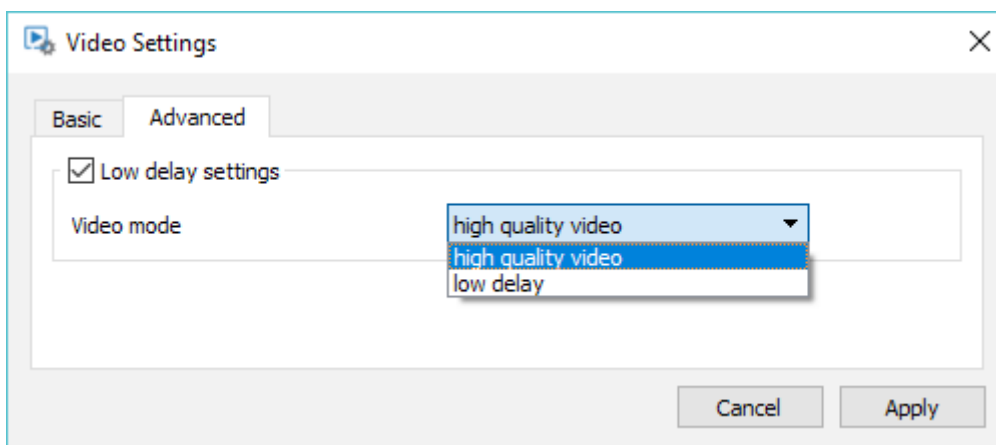 Video Settings
Basic Advanced
Low delay settings
Video mode high quality video
high quality video
low delay
Cancel Apply